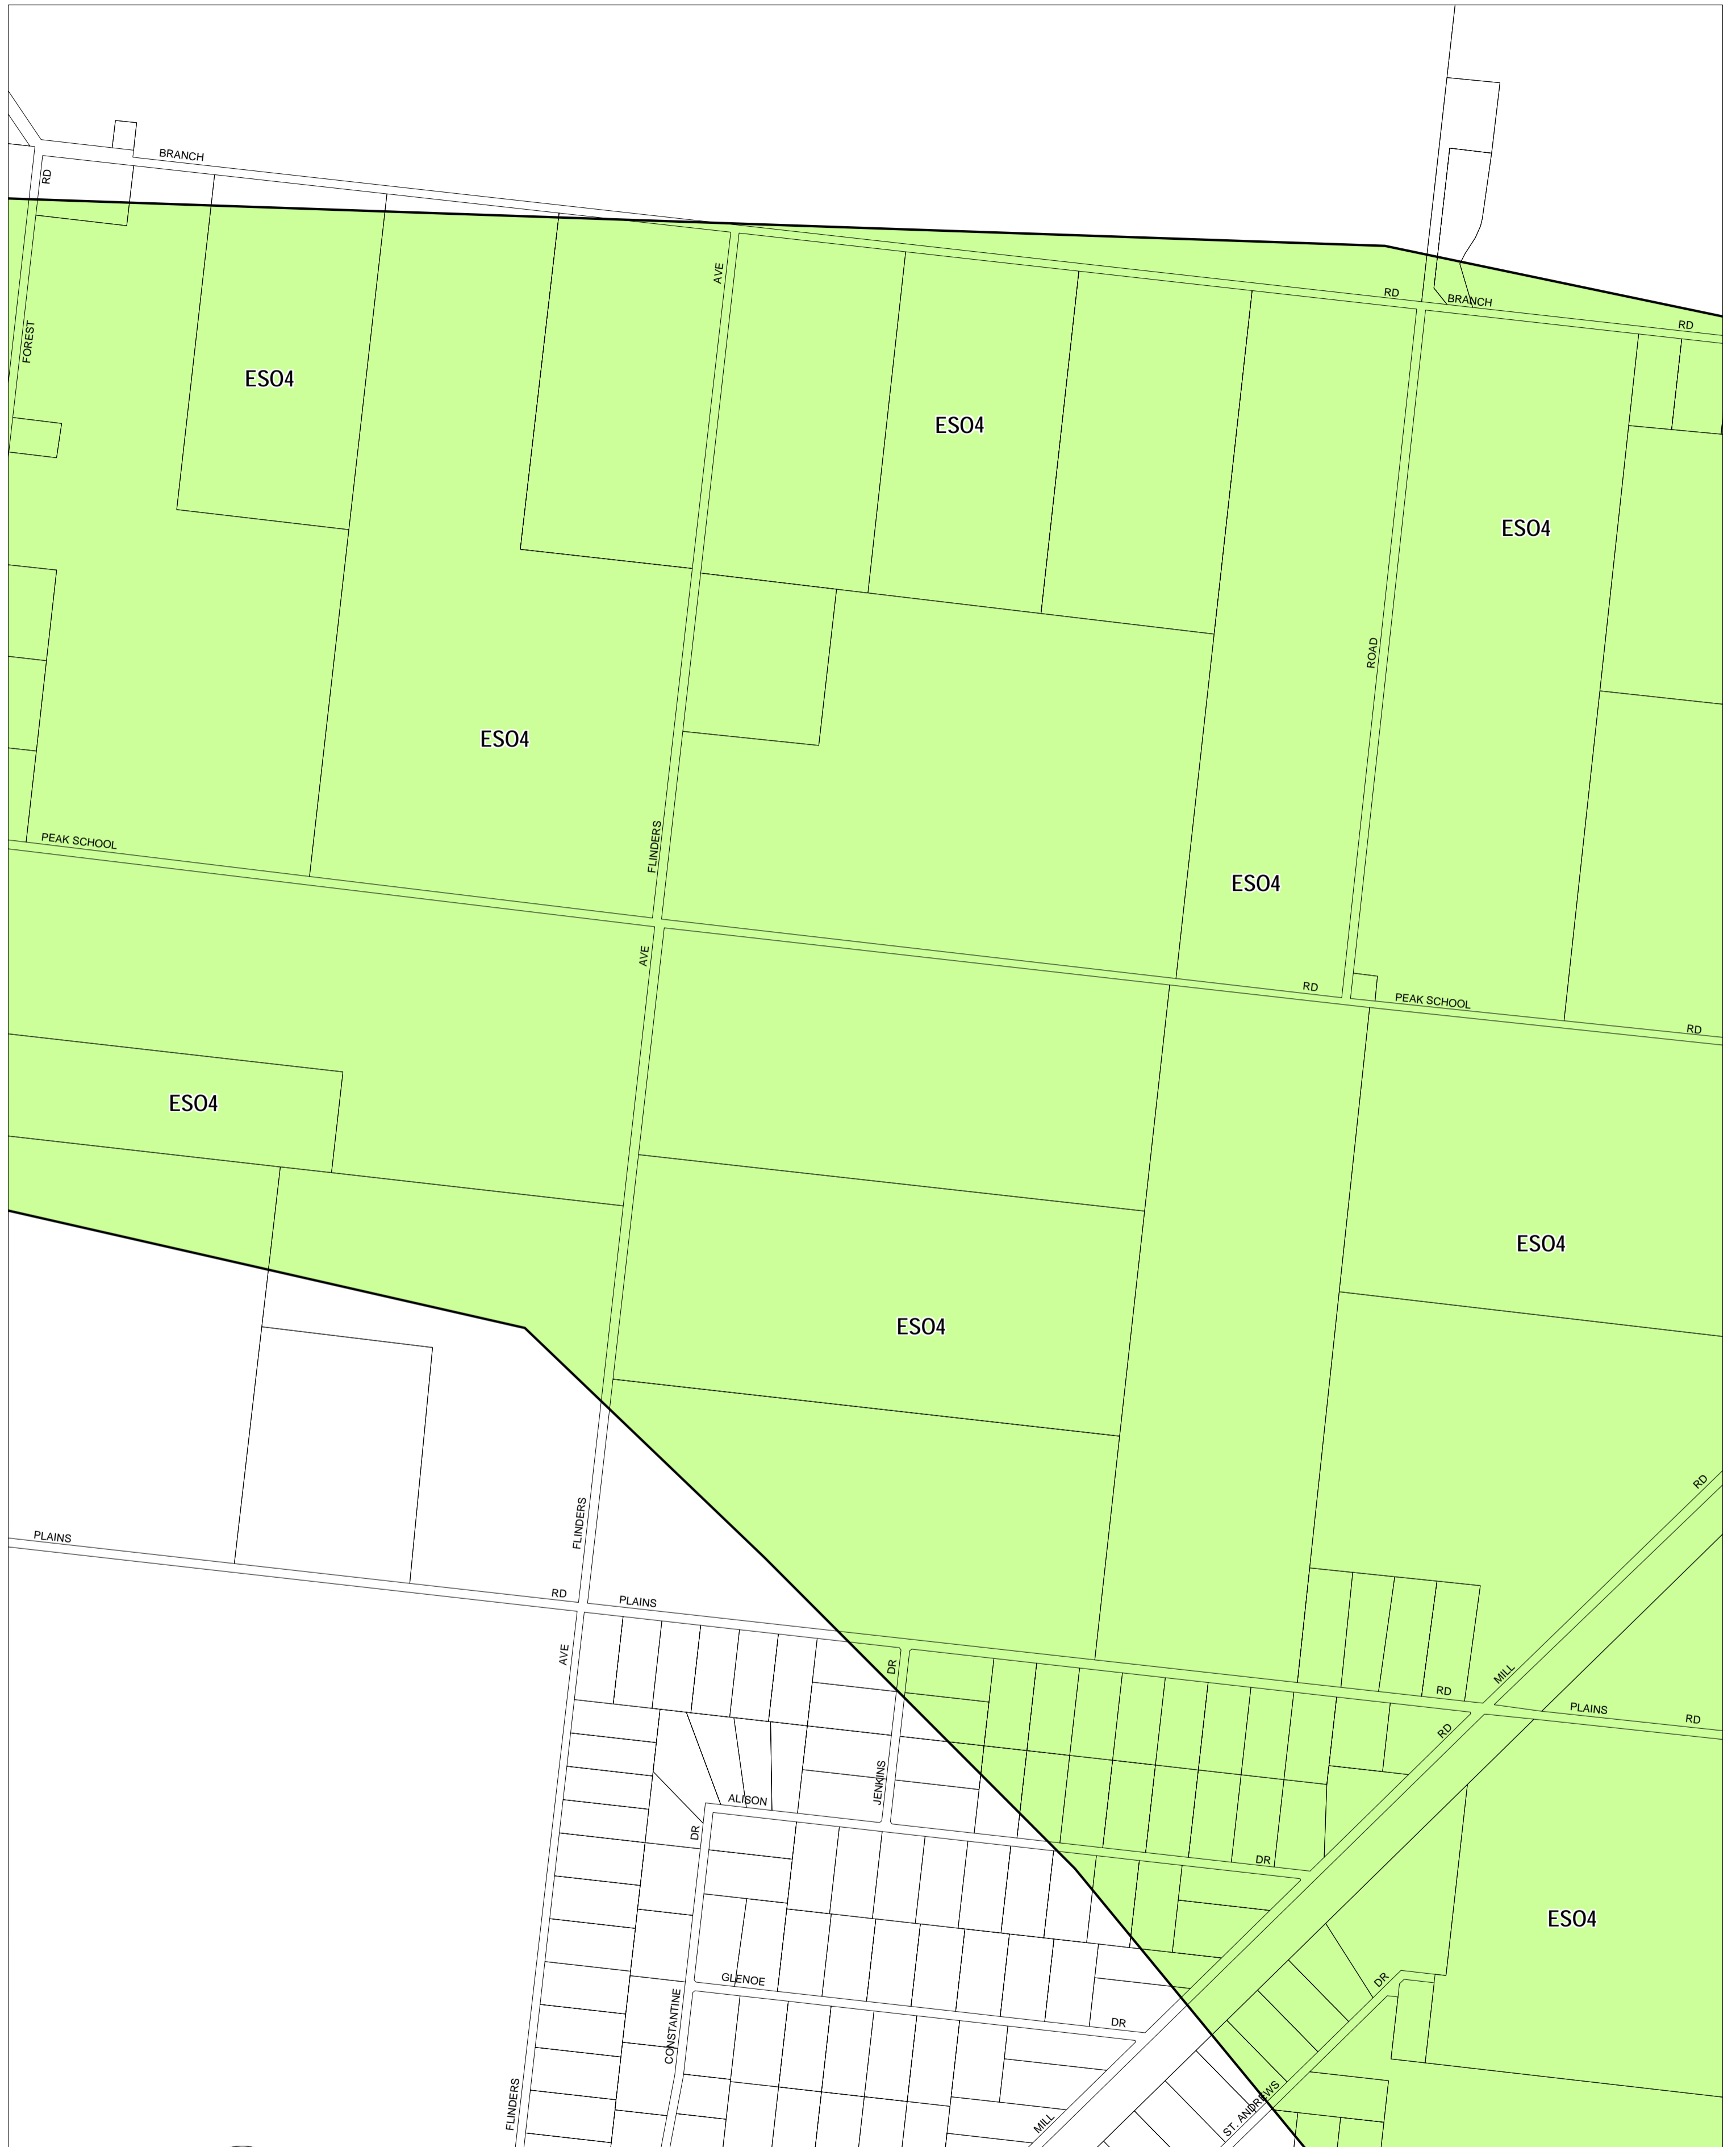 BRANCH
RD
AVE
RD
BRANCH
RD
FOREST
ESO4
ESO4
ESO4
ROAD
ESO4
FLINDERS
PEAK SCHOOL
ESO4
AVE
RD
PEAK SCHOOL
RD
ESO4
ESO4
ESO4
RD
FLINDERS
PLAINS
RD
PLAINS
AVE
DR
MILL
RD
PLAINS
RD
RD
JENKINS
ALISON
DR
DR
ESO4
GLENOE
DR
CONSTANTINE
DR
FLINDERS
MILL
ST. ANDREWS